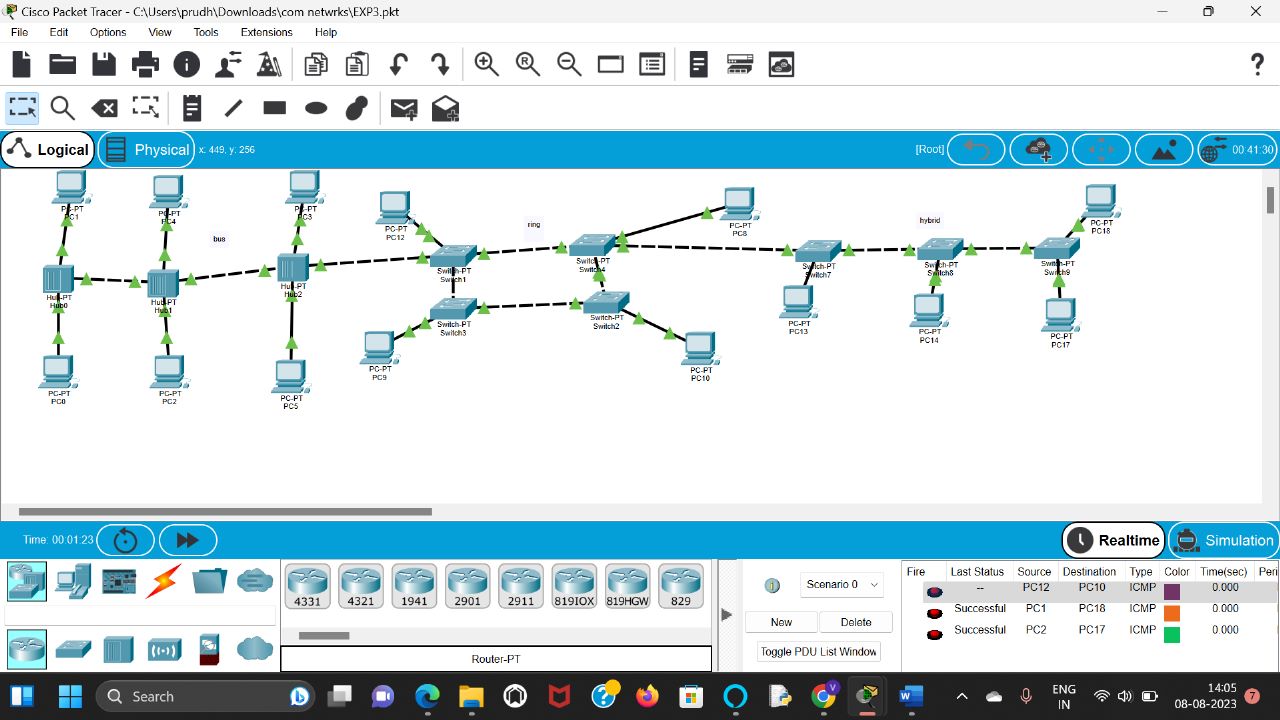 Cisco Packet Tracer - C:\Users\prudh\Downloads\com netwrks\EXP3.pkt
File Edit Options View Tools Extensions Help
Logical Physical x: 449, y: 256 [Root] 00:41:30
PC-PT
PC1
PC-PT
PC4
PC-PT
PC3
PC-PT
PC12
PC-PT
PC8
PC-PT
PC18
bus
ring
hybrid
Hub-PT
Hub0
Hub-PT
Hub1
Hub-PT
Hub2
Switch-PT
Switch1
Switch-PT
Switch4
Switch-PT
Switch7
Switch-PT
Switch8
Switch-PT
Switch9
Switch-PT
Switch3
Switch-PT
Switch2
PC-PT
PC13
PC-PT
PC14
PC-PT
PC17
PC-PT
PC9
PC-PT
PC10
PC-PT
PC0
PC-PT
PC2
PC-PT
PC5
Time: 00:01:23 Realtime Simulation
4331 4321 1941 2901 2911 819IOX 819HGW 829
Router-PT
Scenario 0
New Delete
Toggle PDU List Window
Fire Last Status Source Destination Type Color Time(sec) Peri
-- PC12 PC10 ICMP 0.000
Successful PC1 PC18 ICMP 0.000
Successful PC2 PC17 ICMP 0.000
Search
ENG
IN
14:05
08-08-2023
7